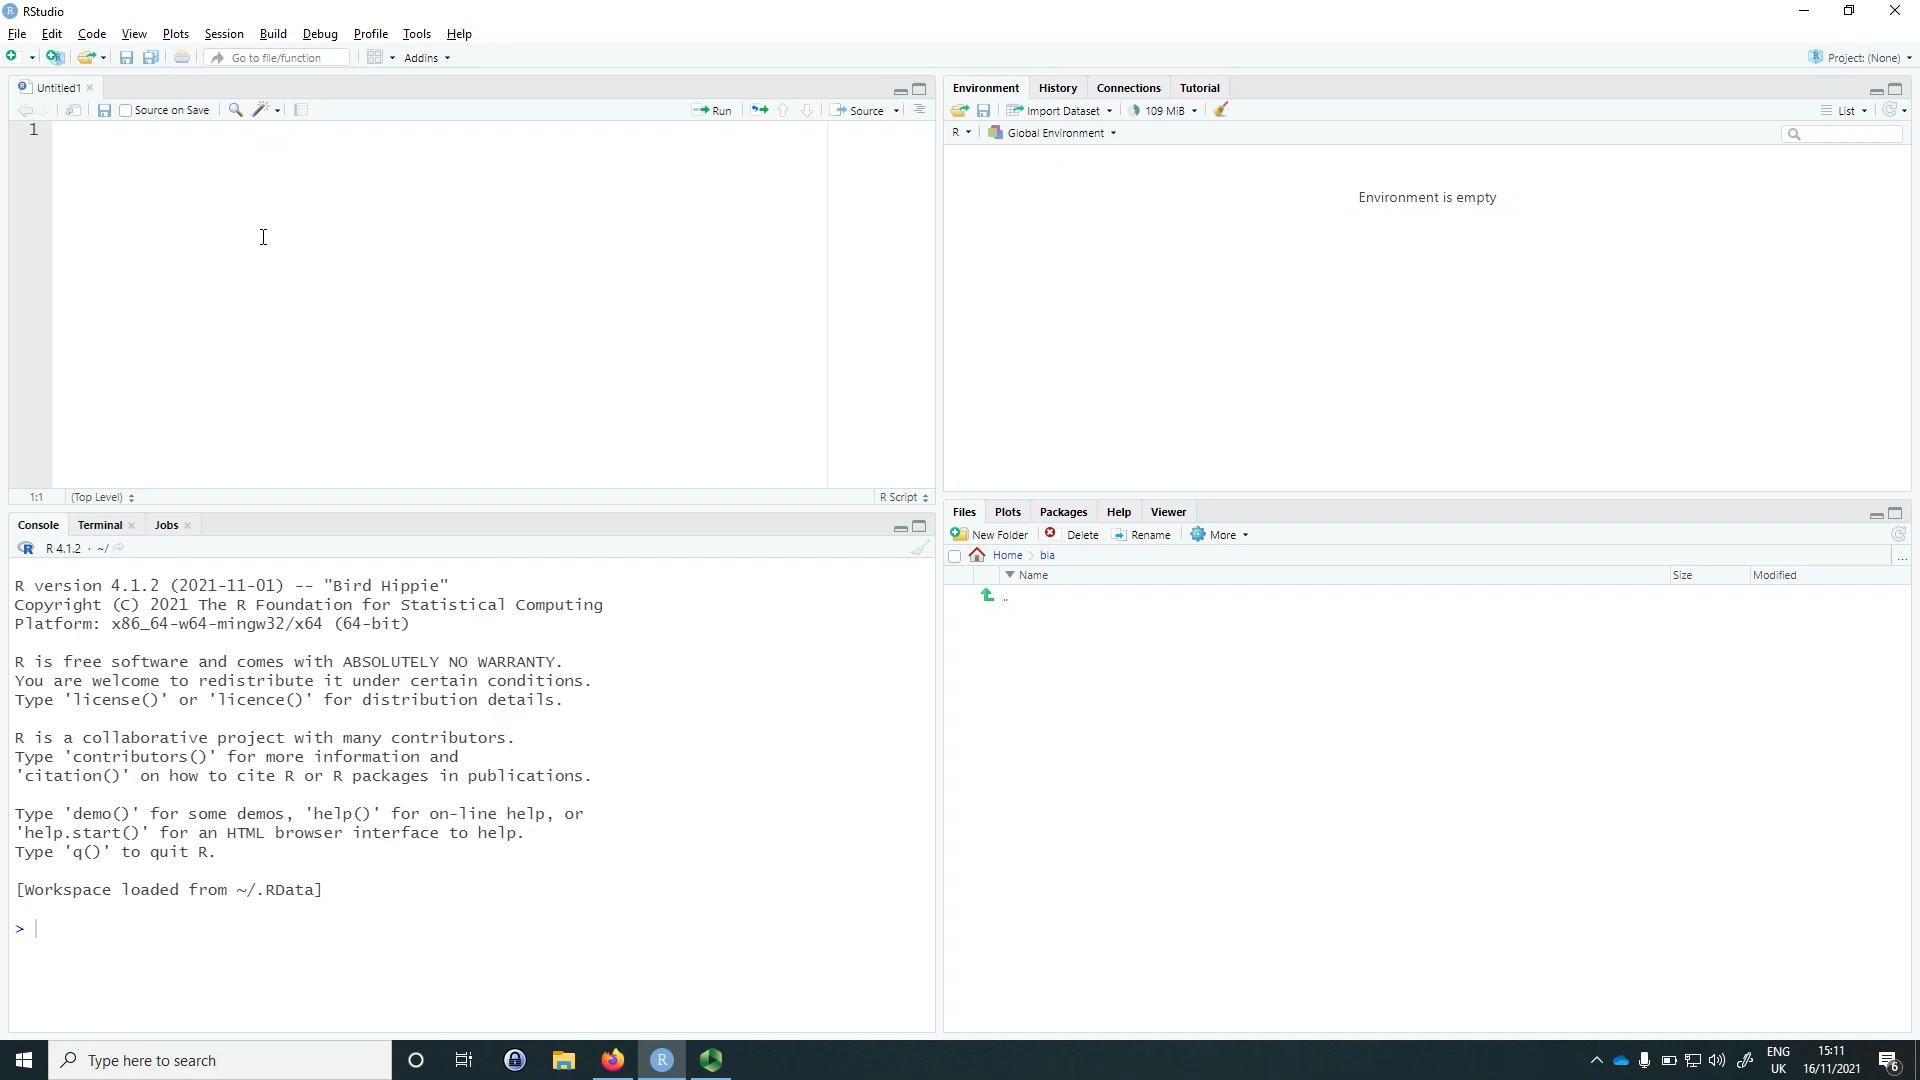 RStudio
File Edit Code View Plots Session Build Debug Profile Tools Help
Go to file/function Addins Project: (None)
Untitled1
Source on Save Run Source
1
1:1 (Top Level) R Script
Console Terminal Jobs
R 4.1.2 · ~/
R version 4.1.2 (2021-11-01) -- "Bird Hippie"
Copyright (C) 2021 The R Foundation for Statistical Computing
Platform: x86_64-w64-mingw32/x64 (64-bit)
R is free software and comes with ABSOLUTELY NO WARRANTY.
You are welcome to redistribute it under certain conditions.
Type 'license()' or 'licence()' for distribution details.
R is a collaborative project with many contributors.
Type 'contributors()' for more information and
'citation()' on how to cite R or R packages in publications.
Type 'demo()' for some demos, 'help()' for on-line help, or
'help.start()' for an HTML browser interface to help.
Type 'q()' to quit R.
[Workspace loaded from ~/.RData]
>
Environment History Connections Tutorial
Import Dataset 109 MiB List
R Global Environment
Environment is empty
Files Plots Packages Help Viewer
New Folder Delete Rename More
Home bla ...
Name Size Modified
..
Type here to search
ENG
UK
15:11
16/11/2021
6